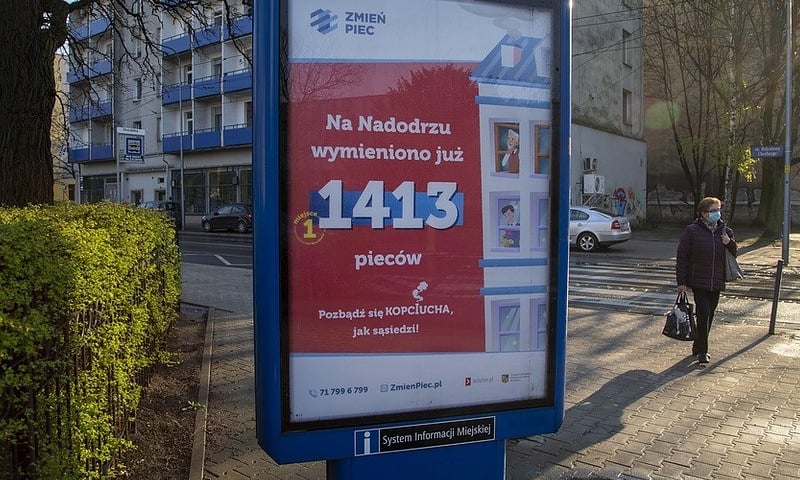 ZMIEŃ
PIEC
Na Nadodrzu
wymieniono już
miejsce
1
1413
pieców
Pozbądź się KOPCIUCHA,
jak sąsiedzi!
71 799 6 799
ZmienPiec.pl
i
System Informacji Miejskiej